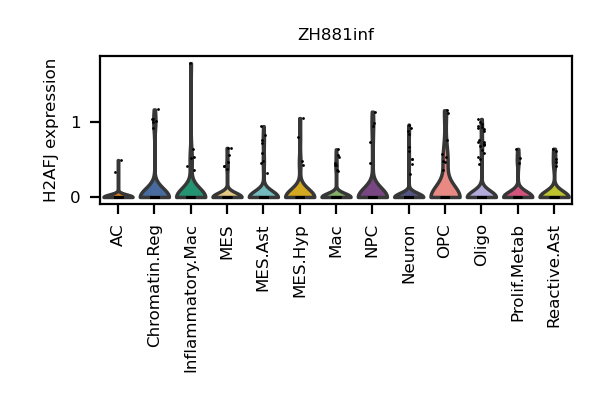 ZH881inf
H2AFJ expression
1
0
AC
Chromatin.Reg
Inflammatory.Mac
MES
MES.Ast
MES.Hyp
Mac
NPC
Neuron
OPC
Oligo
Prolif.Metab
Reactive.Ast